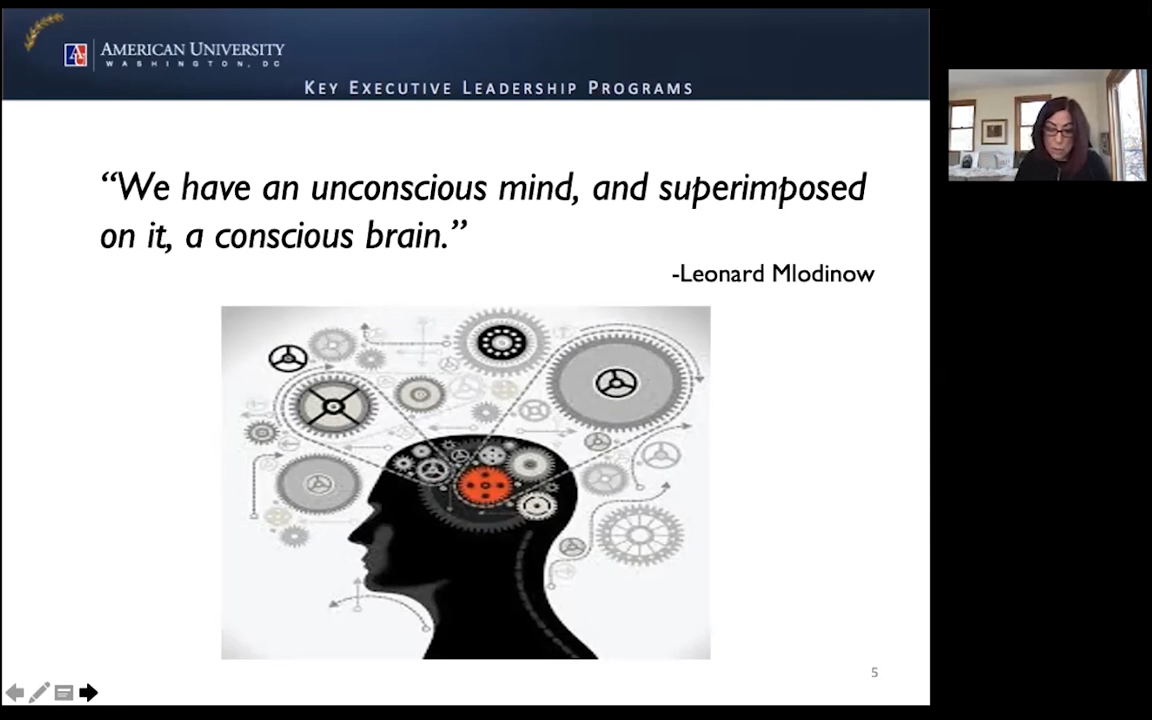 AMERICAN UNIVERSITY
WASHINGTON, DC
KEY EXECUTIVE LEADERSHIP PROGRAMS
“We have an unconscious mind, and superimposed
on it, a conscious brain.”
-Leonard Mlodinow
5